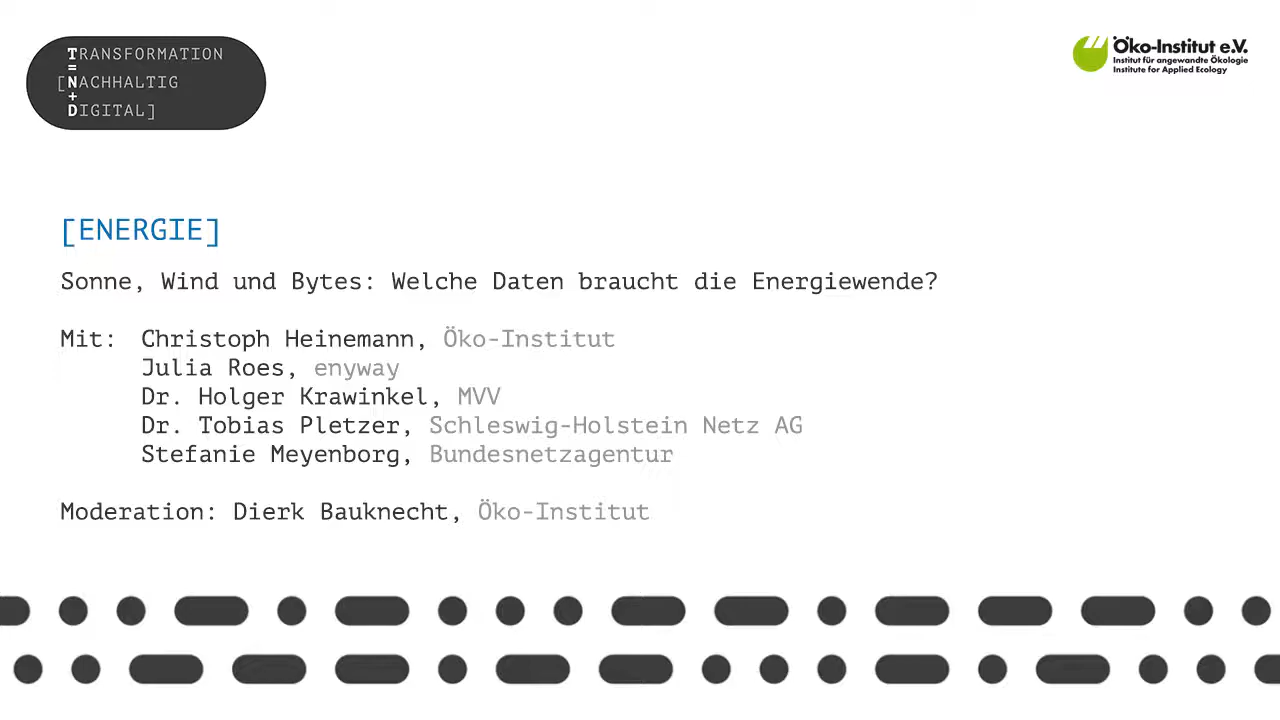 TRANSFORMATION
=
[NACHHALTIG
+
DIGITAL]
Öko-Institut e.V.
Institut für angewandte Ökologie
Institute for Applied Ecology
[ENERGIE]
Sonne, Wind und Bytes: Welche Daten braucht die Energiewende?
Mit: Christoph Heinemann, Öko-Institut
Julia Roes, enyway
Dr. Holger Krawinkel, MVV
Dr. Tobias Pletzer, Schleswig-Holstein Netz AG
Stefanie Meyenborg, Bundesnetzagentur
Moderation: Dierk Bauknecht, Öko-Institut